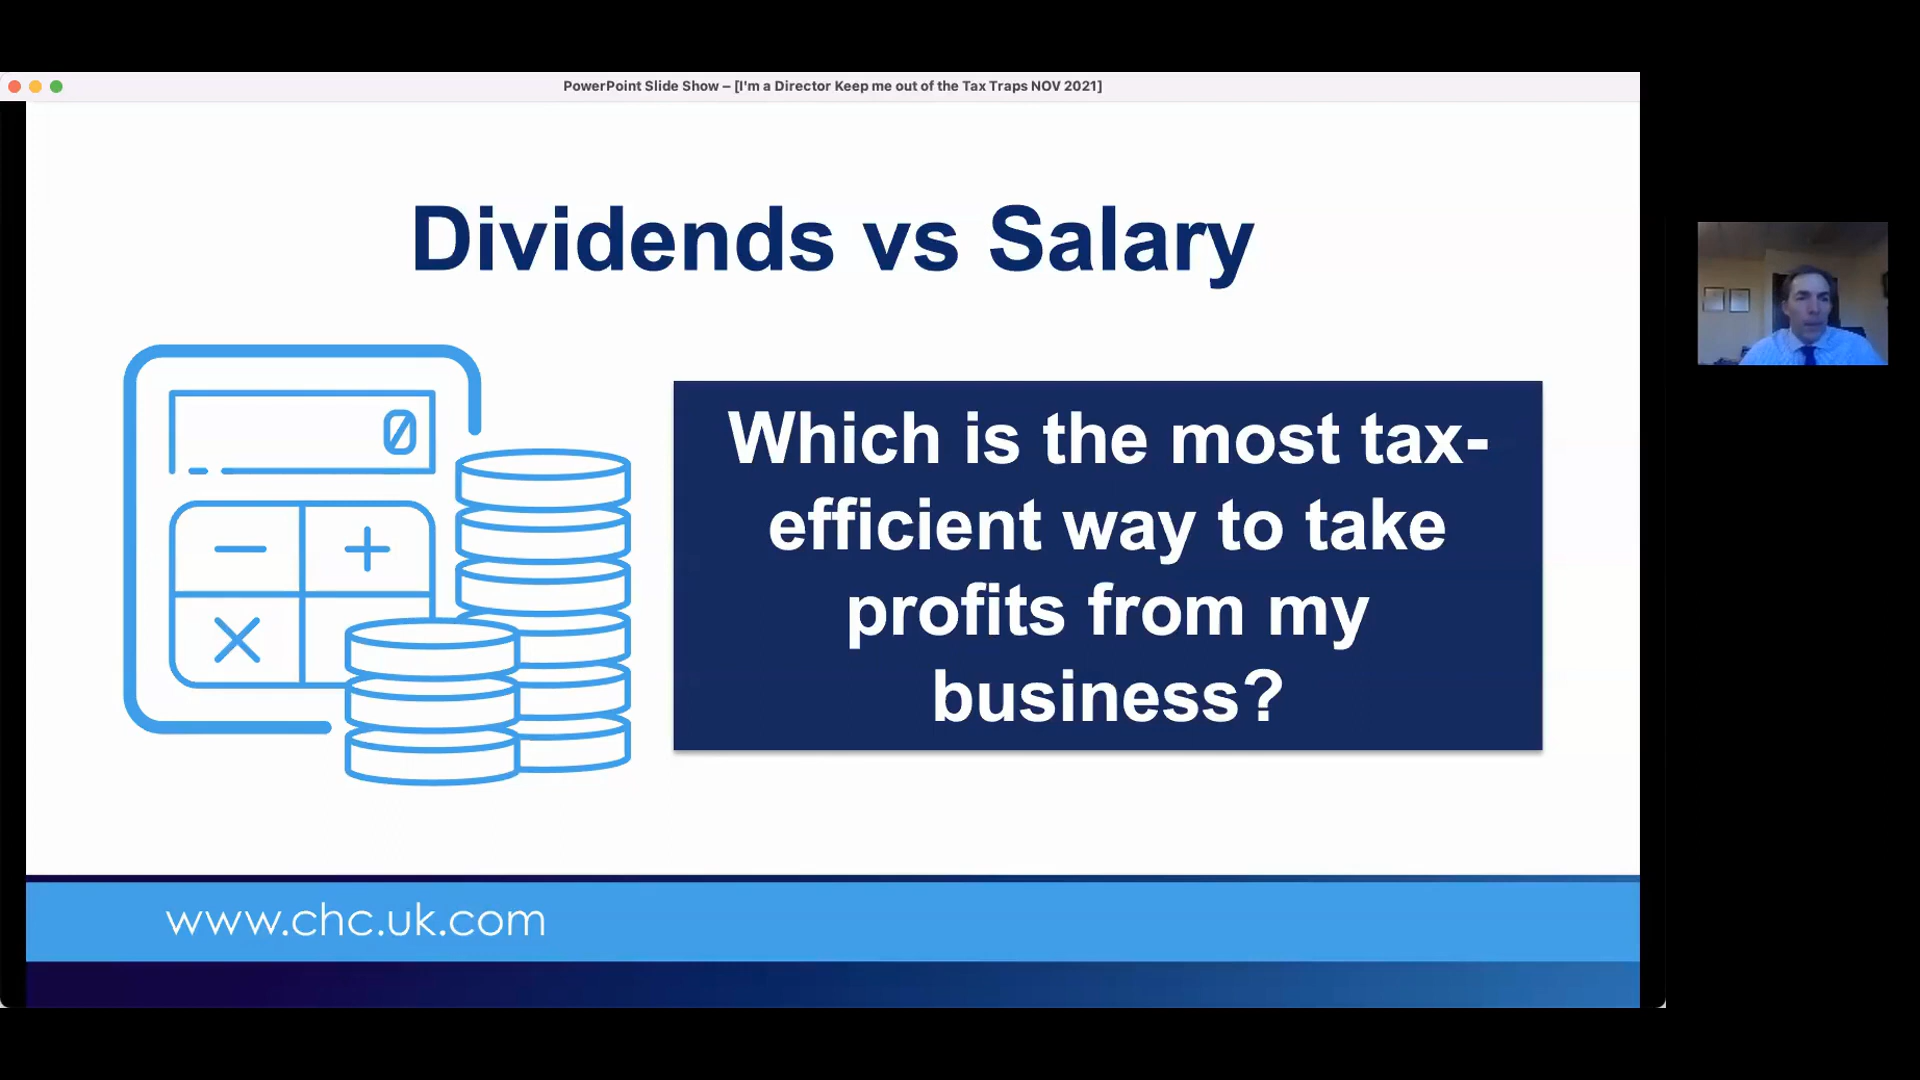 PowerPoint Slide Show – [I'm a Director Keep me out of the Tax Traps NOV 2021]
Dividends vs Salary
0
Which is the most tax-
efficient way to take
profits from my
business?
www.chc.uk.com